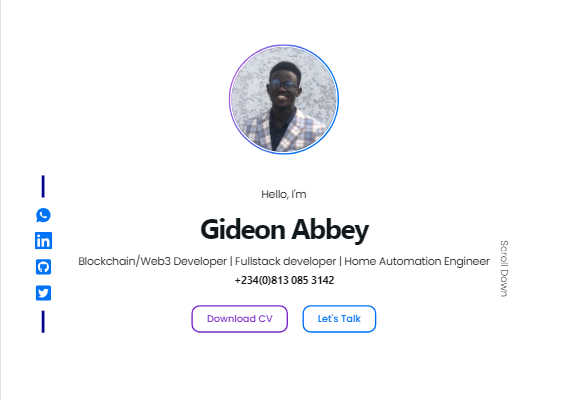 Hello, I'm
Gideon Abbey
Blockchain/Web3 Developer | Fullstack developer | Home Automation Engineer
+234(0)813 085 3142
Download CV
Let's Talk
Scroll Down
in